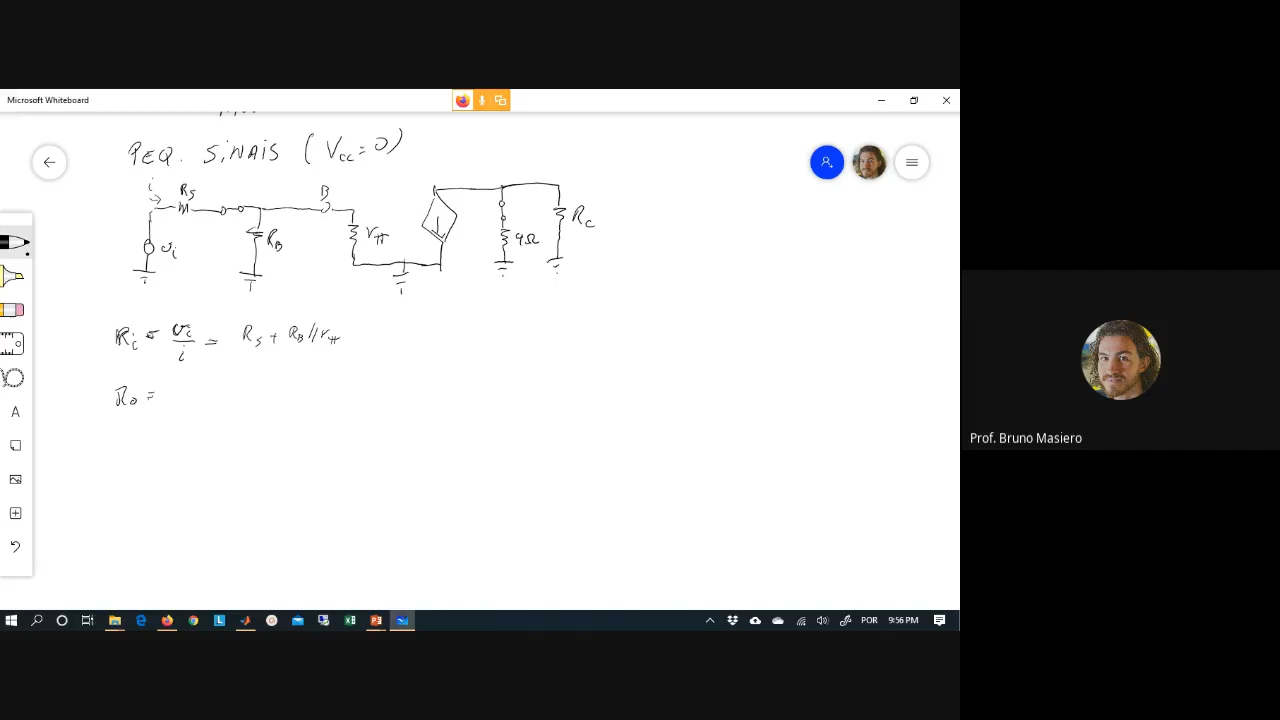 Microsoft Whiteboard
PEQ. SINAIS (Vcc=0)
i
RS
B
vi
RB
rπ
9Ω
RC
Ri = vi/i = RS + RB//rπ
Ro =
A
Prof. Bruno Masiero
POR
9:56 PM